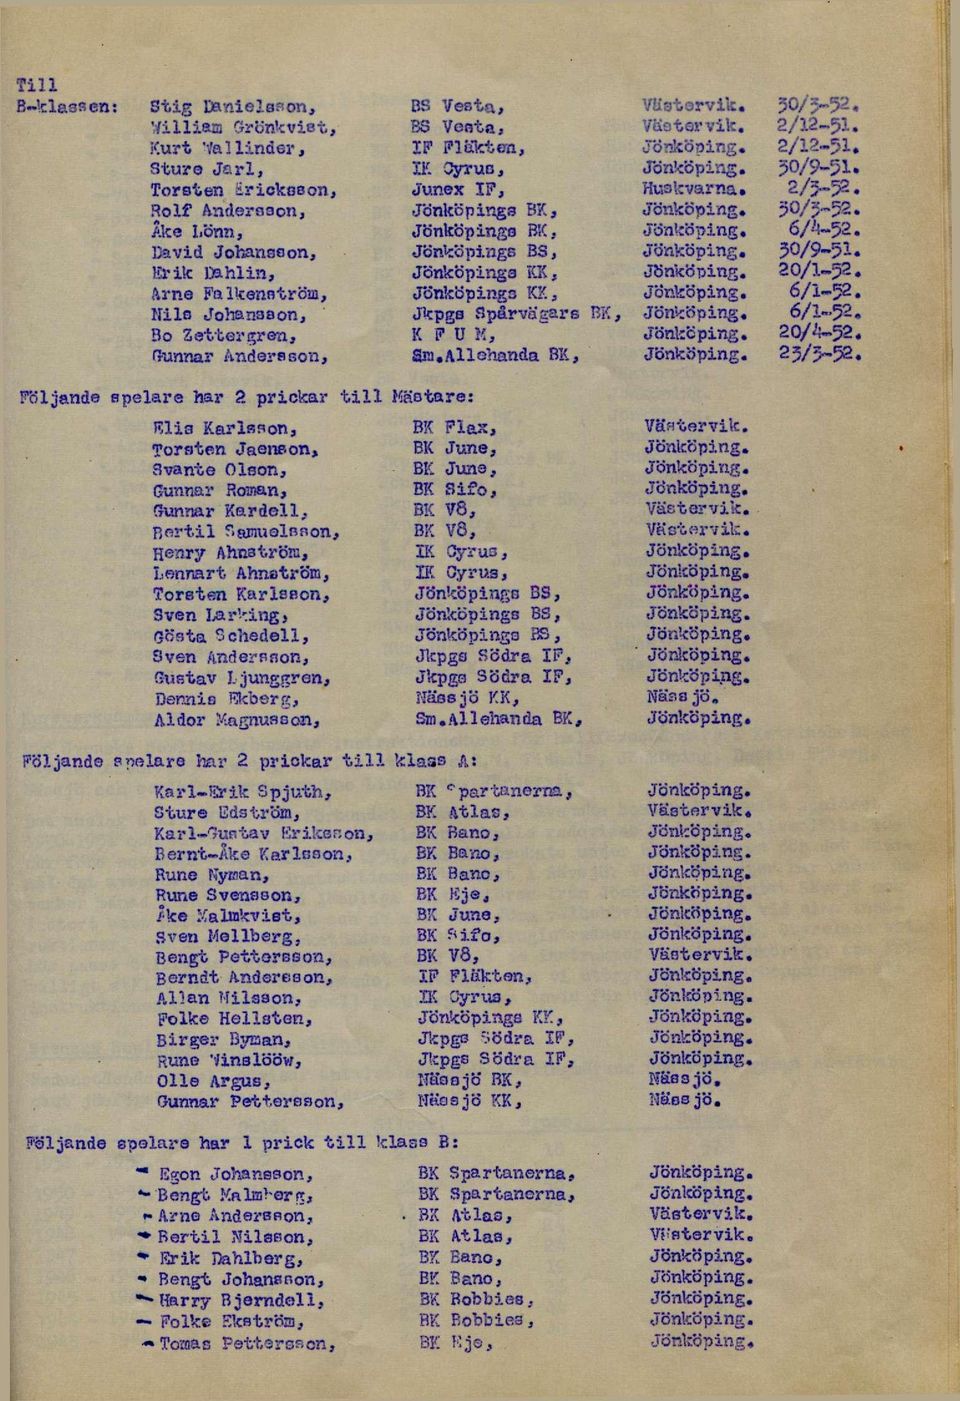 Till
B-klassen: Stig Danielsson, BS Vesta, Västervik. 30/3-52.
William Grönkvist, BS Vesta, Västervik. 2/12-51.
Kurt Wallinder, IF Fläkten, Jönköping. 2/12-51.
Sture Jarl, IK Cyrus, Jönköping. 30/9-51.
Torsten Ericksson, Junex IF, Huskvarna. 2/3-52.
Rolf Andersson, Jönköpings BK, Jönköping. 30/3-52.
Åke Lönn, Jönköpings BK, Jönköping. 6/4-52.
David Johansson, Jönköpings BS, Jönköping. 30/9-51.
Erik Dahlin, Jönköpings KK, Jönköping. 20/1-52.
Arne Falkenström, Jönköpings KK, Jönköping. 6/1-52.
Nils Johansson, Jkpgs Spårvägars BK, Jönköping. 6/1-52.
Bo Zettergren, K F U M, Jönköping. 20/4-52.
Gunnar Andersson, Sm.Allehanda BK, Jönköping. 23/3-52.
Följande spelare har 2 prickar till Mästare:
Elis Karlsson, BK Flax, Västervik.
Torsten Jaenson, BK June, Jönköping.
Svante Olson, BK June, Jönköping.
Gunnar Roman, BK Sifo, Jönköping.
Gunnar Kardell, BK V8, Västervik.
Bertil Samuelsson, BK V8, Västervik.
Henry Ahnström, IK Cyrus, Jönköping.
Lennart Ahnström, IK Cyrus, Jönköping.
Torsten Karlsson, Jönköpings BS, Jönköping.
Sven Larking, Jönköpings BS, Jönköping.
Gösta Schedell, Jönköpings BS, Jönköping.
Sven Andersson, Jkpgs Södra IF, Jönköping.
Gustav Ljunggren, Jkpgs Södra IF, Jönköping.
Dennis Ekberg, Nässjö KK, Nässjö.
Aldor Magnusson, Sm.Allehanda BK, Jönköping.
Följande spelare har 2 prickar till klass A:
Karl-Erik Spjuth, BK Spartanerna, Jönköping.
Sture Edström, BK Atlas, Västervik.
Karl-Gustav Eriksson, BK Bano, Jönköping.
Bernt-Åke Karlsson, BK Bano, Jönköping.
Rune Nyman, BK Bano, Jönköping.
Rune Svensson, BK Eje, Jönköping.
Åke Malmkvist, BK June, Jönköping.
Sven Mellberg, BK Sifo, Jönköping.
Bengt Pettersson, BK V8, Västervik.
Berndt Andersson, IF Fläkten, Jönköping.
Allan Nilsson, IK Cyrus, Jönköping.
Folke Hellsten, Jönköpings KK, Jönköping.
Birger Byman, Jkpgs Södra IF, Jönköping.
Rune Winslööw, Jkpgs Södra IF, Jönköping.
Olle Argus, Nässjö BK, Nässjö.
Gunnar Pettersson, Nässjö KK, Nässjö.
Följande spelare har 1 prick till klass B:
- Egon Johansson, BK Spartanerna, Jönköping.
- Bengt Malmberg, BK Spartanerna, Jönköping.
- Arne Andersson, BK Atlas, Västervik.
- Bertil Nilsson, BK Atlas, Västervik.
- Erik Dahlberg, BK Bano, Jönköping.
- Bengt Johansson, BK Bano, Jönköping.
- Harry Bjerndell, BK Bobbies, Jönköping.
- Folke Ekström, BK Bobbies, Jönköping.
- Tomas Pettersson, BK Eje, Jönköping.